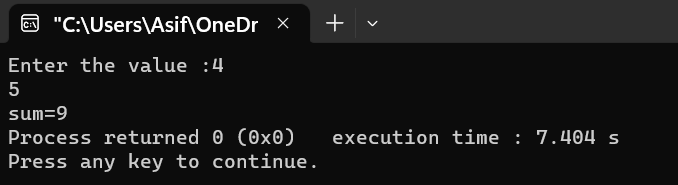 "C:\Users\Asif\OneDr
Enter the value :4
5
sum=9
Process returned 0 (0x0)   execution time : 7.404 s
Press any key to continue.